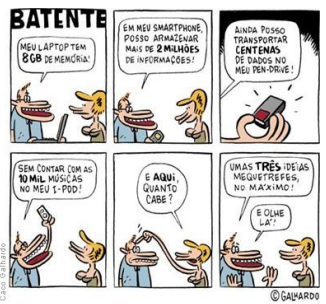 BATENTE
MEU LAPTOP TEM
8GB DE MEMÓRIA!
EM MEU SMARTPHONE,
POSSO ARMAZENAR
MAIS DE 2 MILHÕES
DE INFORMAÇÕES!
AINDA POSSO
TRANSPORTAR
CENTENAS
DE DADOS NO
MEU PEN-DRIVE!
SEM CONTAR COM AS
10 MIL MÚSICAS
NO MEU I-POD!
E AQUI,
QUANTO
CABE?
UMAS TRÊS IDÉIAS
MEQUETREFES,
NO MÁXIMO!
E OLHE
LÁ!
© GALHARDO
Caco Galhardo